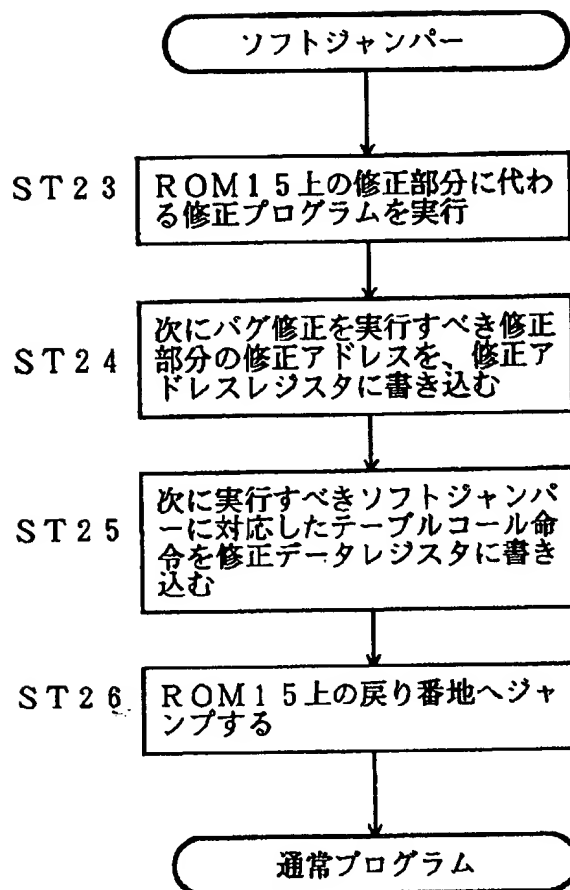 ソフトジャンパー
ST23
ROM15上の修正部分に代わ
る修正プログラムを実行
ST24
次にバグ修正を実行すべき修正
部分の修正アドレスを、修正ア
ドレスレジスタに書き込む
ST25
次に実行すべきソフトジャンパ
ーに対応したテーブルコール命
令を修正データレジスタに書き
込む
ST26
ROM15上の戻り番地へジャ
ンプする
通常プログラム